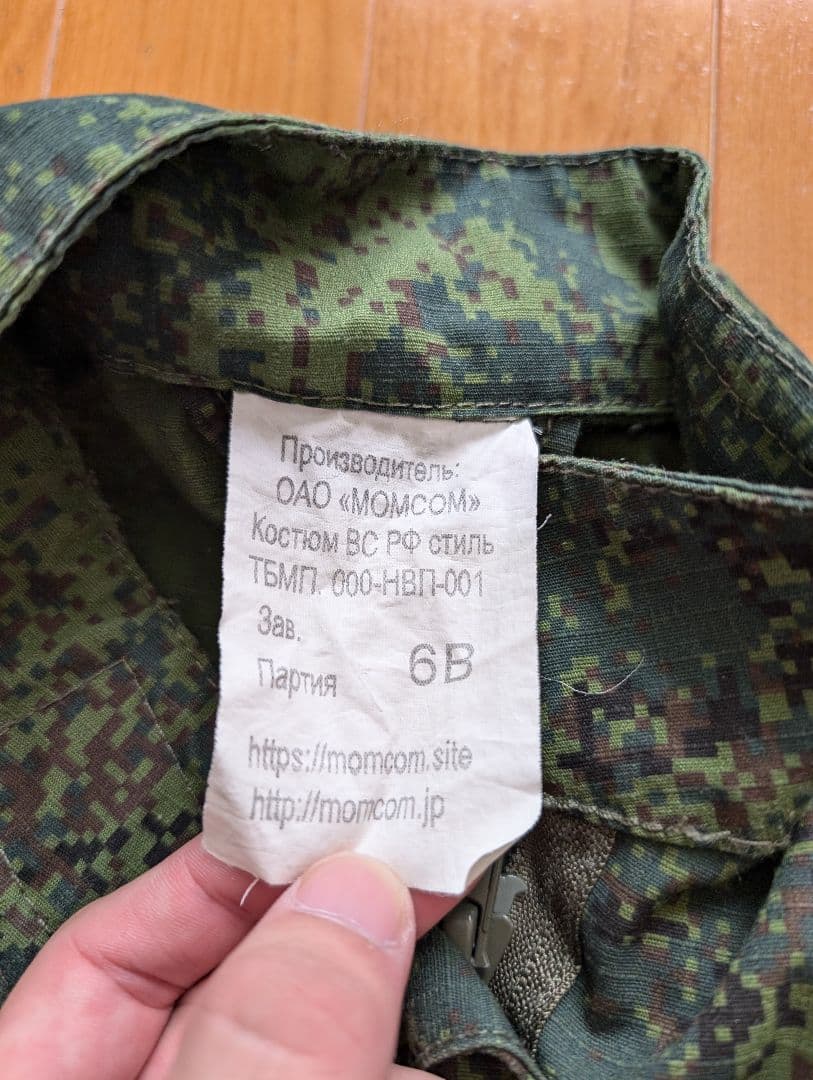 Производитель:
ОАО «МОМСОМ»
Костюм ВС РФ стиль
ТБМП. 000-НВП-001
Зав.
Партия 6В
https://momcom.site
http://momcom.jp